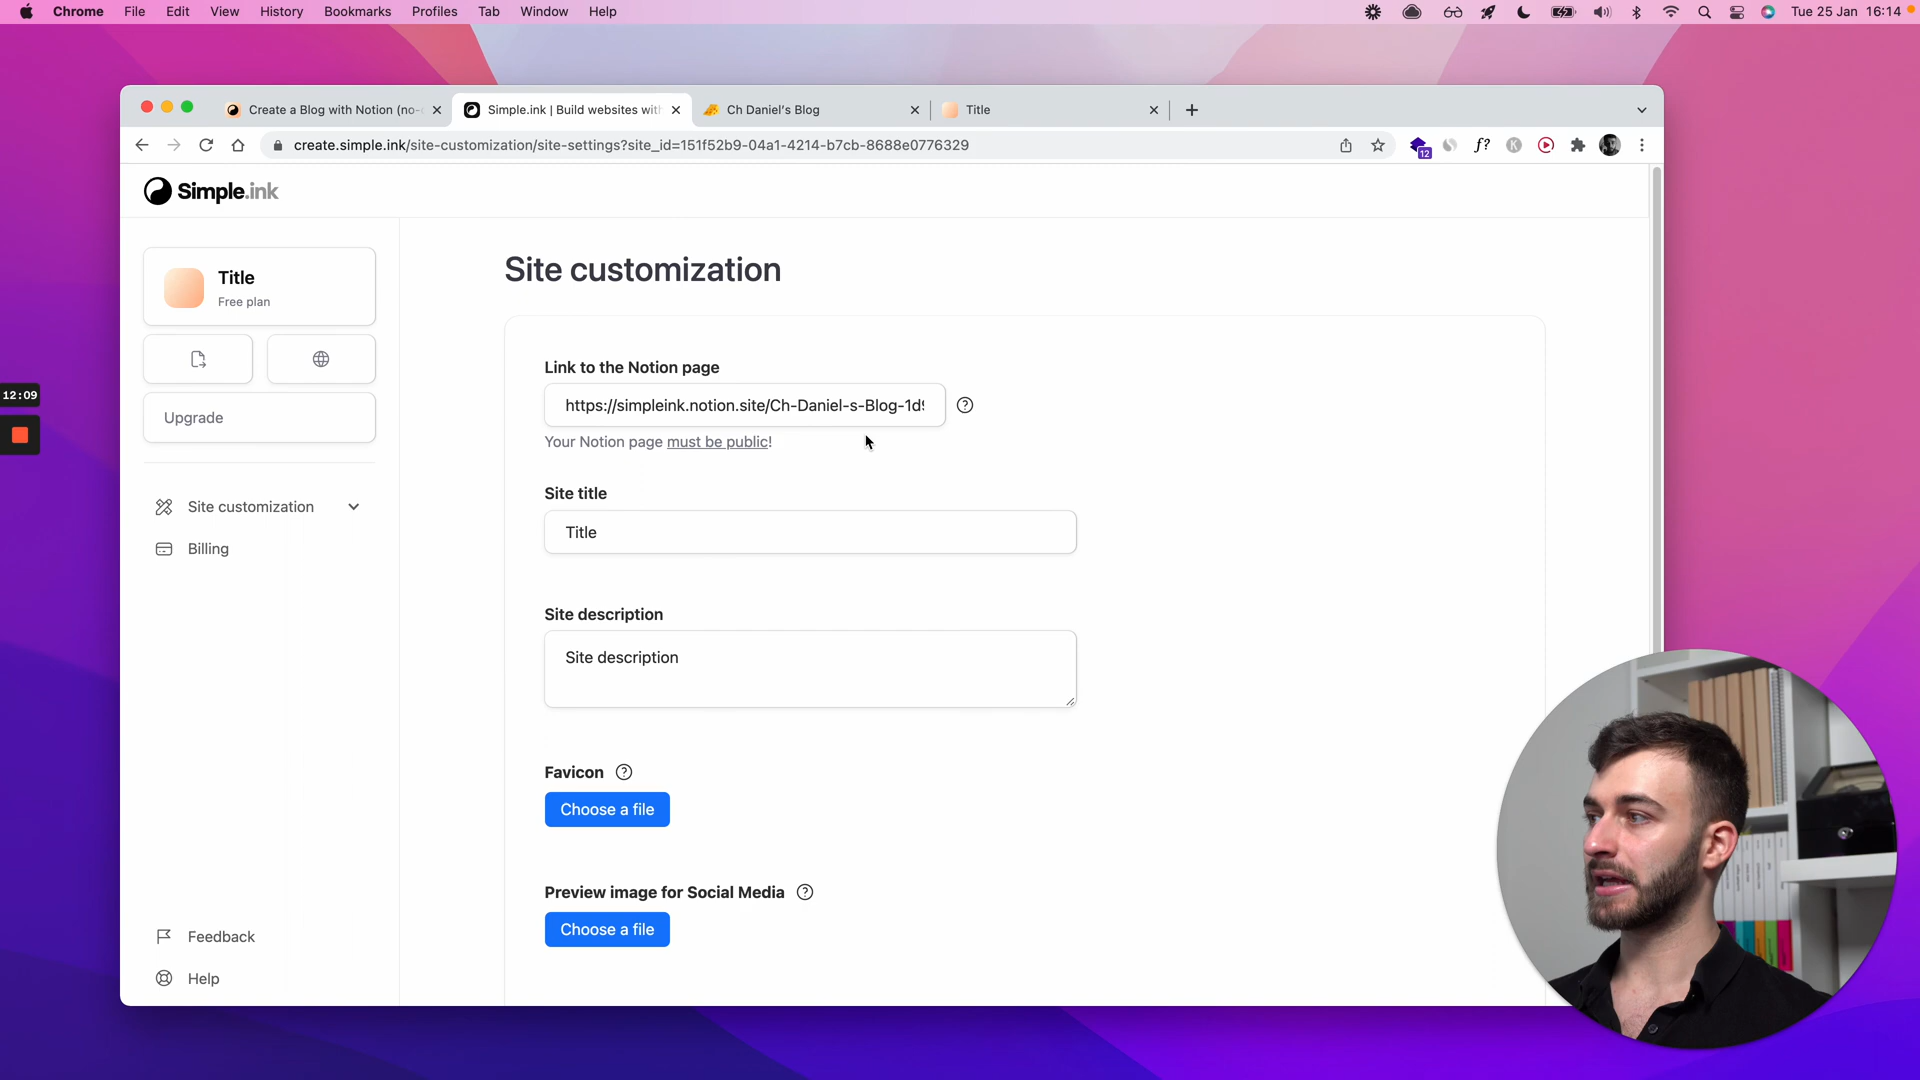 Chrome File Edit View History Bookmarks Profiles Tab Window Help
Tue 25 Jan 16:14
Create a Blog with Notion (no-
Simple.ink | Build websites with
Ch Daniel's Blog
Title
create.simple.ink/site-customization/site-settings?site_id=151f52b9-04a1-4214-b7cb-8688e0776329
12
f?
K
Simple.ink
Title
Free plan
Upgrade
Site customization
Billing
Feedback
Help
12:09
Site customization
Link to the Notion page
https://simpleink.notion.site/Ch-Daniel-s-Blog-1d
Your Notion page must be public!
Site title
Title
Site description
Site description
Favicon ?
Choose a file
Preview image for Social Media ?
Choose a file